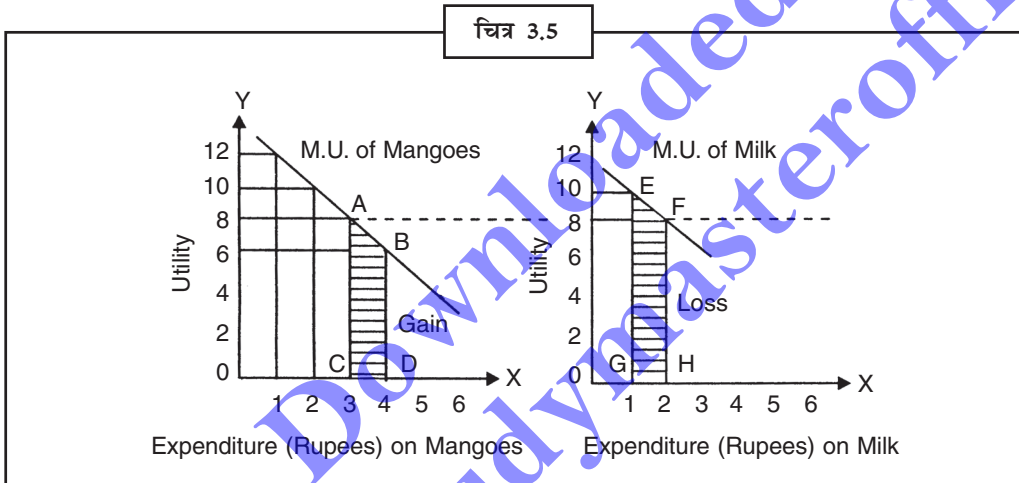 चित्र 3.5
Y
M.U. of Mangoes
12
10
8
6
4
2
0
Utility
A
B
Gain
C
D
X
1 2 3 4 5 6
Expenditure (Rupees) on Mangoes
Y
M.U. of Milk
12
10
8
6
4
2
0
Utility
E
F
Loss
G
H
X
1 2 3 4 5 6
Expenditure (Rupees) on Milk
Downloaded